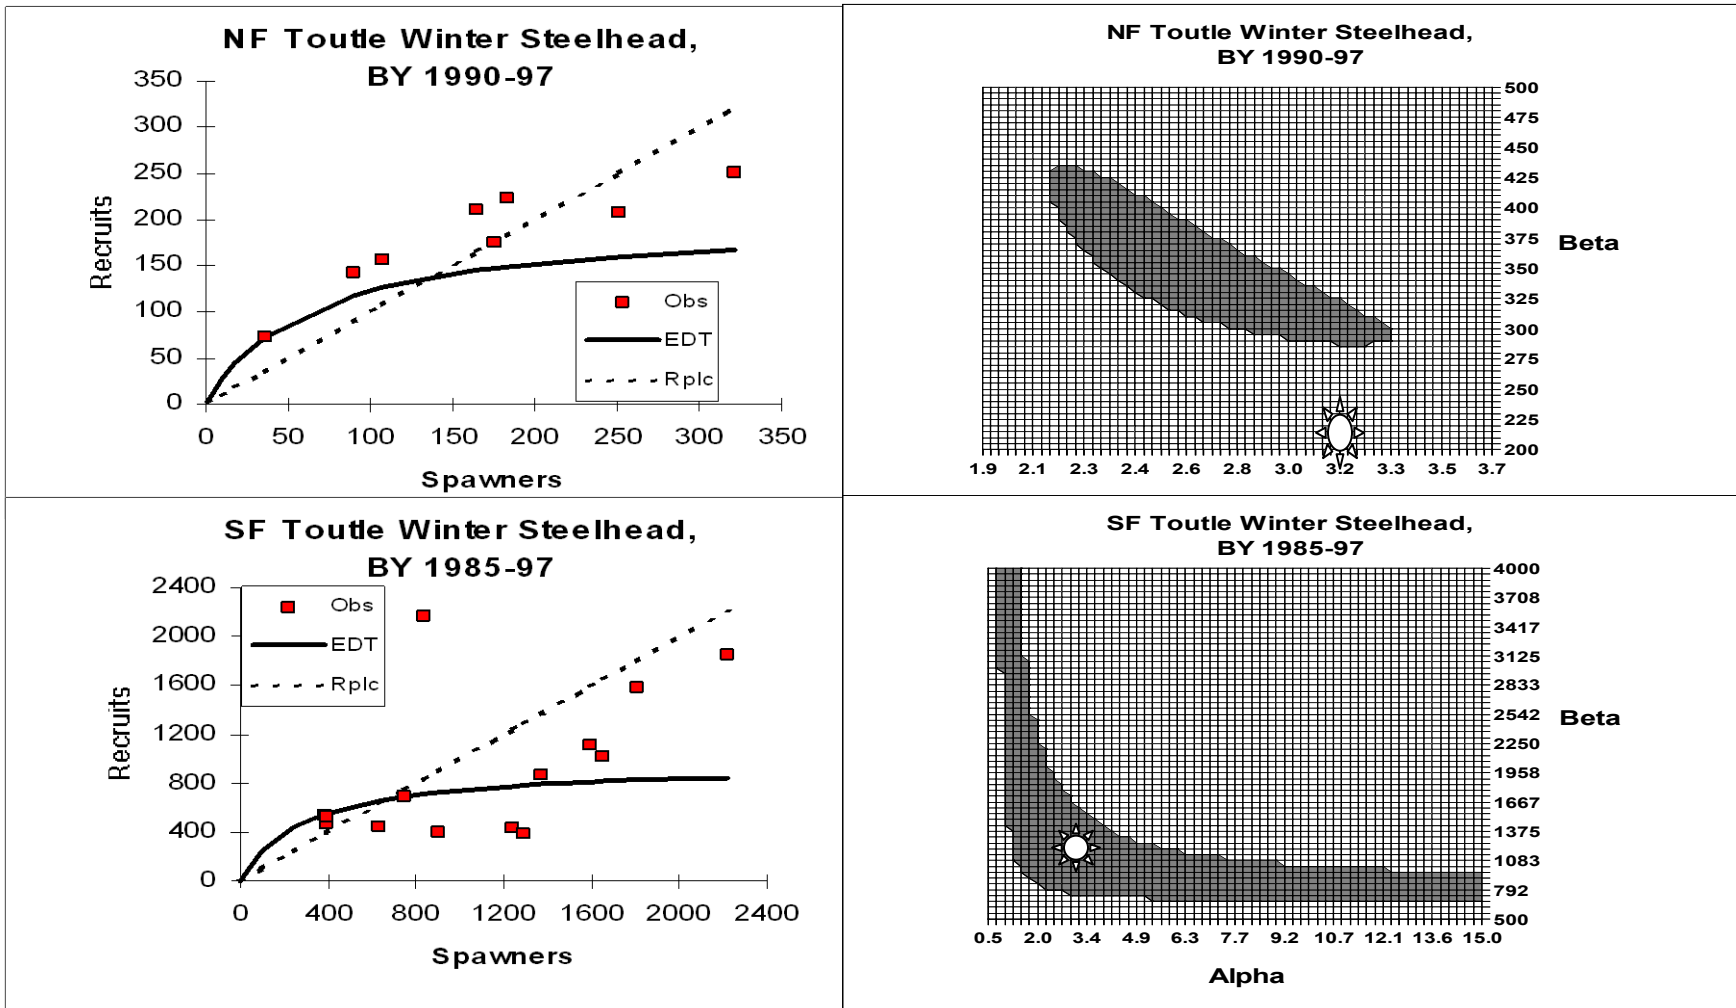 NF Toutle Winter Steelhead,
BY 1990-97
350
300
250
200
150
100
50
0
Recruits
Obs
EDT
Rplc
0 50 100 150 200 250 300 350
Spawners
NF Toutle Winter Steelhead,
BY 1990-97
500
475
450
425
400
375
350
325
300
275
250
225
200
Beta
1.9 2.1 2.3 2.4 2.6 2.8 3.0 3.2 3.3 3.5 3.7
SF Toutle Winter Steelhead,
BY 1985-97
2400
2000
1600
1200
800
400
0
Recruits
Obs
EDT
Rplc
0 400 800 1200 1600 2000 2400
Spawners
SF Toutle Winter Steelhead,
BY 1985-97
4000
3708
3417
3125
2833
2542
2250
1958
1667
1375
1083
792
500
Beta
0.5 2.0 3.4 4.9 6.3 7.7 9.2 10.7 12.1 13.6 15.0
Alpha